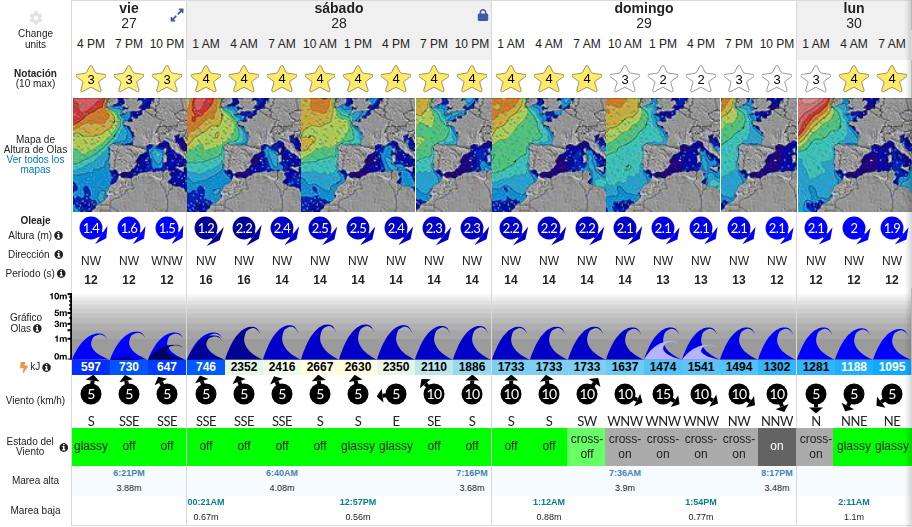 vie
27
sábado
28
domingo
29
lun
30
Change
units
4 PM 7 PM 10 PM 1 AM 4 AM 7 AM 10 AM 1 PM 4 PM 7 PM 10 PM 1 AM 4 AM 7 AM 10 AM 1 PM 4 PM 7 PM 10 PM 1 AM 4 AM 7 AM
Notación
(10 max)
3 3 3 4 4 4 4 4 4 4 4 4 4 4 3 2 2 3 3 3 4 4
Mapa de
Altura de Olas
Ver todos los
mapas
Oleaje
Altura (m)
1.4 1.6 1.5 1.2 2.2 2.4 2.5 2.5 2.4 2.3 2.3 2.2 2.2 2.2 2.1 2.1 2.1 2.1 2.1 2.1 2 1.9
Dirección
NW NW WNW NW NW NW NW NW NW NW NW NW NW NW NW NW NW NW NW NW NW NW
Período (s)
12 12 12 16 16 14 14 14 14 14 14 14 14 14 14 13 13 13 12 12 12 12
Gráfico
Olas
10m
5m
3m
1m
0m
kJ
597 730 647 746 2352 2416 2667 2630 2350 2110 1886 1733 1733 1733 1637 1474 1541 1494 1302 1281 1188 1095
Viento (km/h)
5 5 5 5 5 5 5 5 5 10 10 10 10 10 10 15 10 10 10 5 5 5
S SSE SSE SSE SSE SSE S S E SE S S S SW WNW WNW WNW NW NNW N NNE NE
Estado del
Viento
glassy off off off off off off glassy glassy off off off off cross-off cross-on cross-on cross-on cross-on on cross-on glassy glassy
Marea alta
6:21PM 6:40AM 7:16PM 7:36AM 8:17PM
3.88m 4.08m 3.68m 3.9m 3.48m
Marea baja
00:21AM 12:57PM 1:12AM 1:54PM 2:11AM
0.67m 0.56m 0.88m 0.77m 1.1m